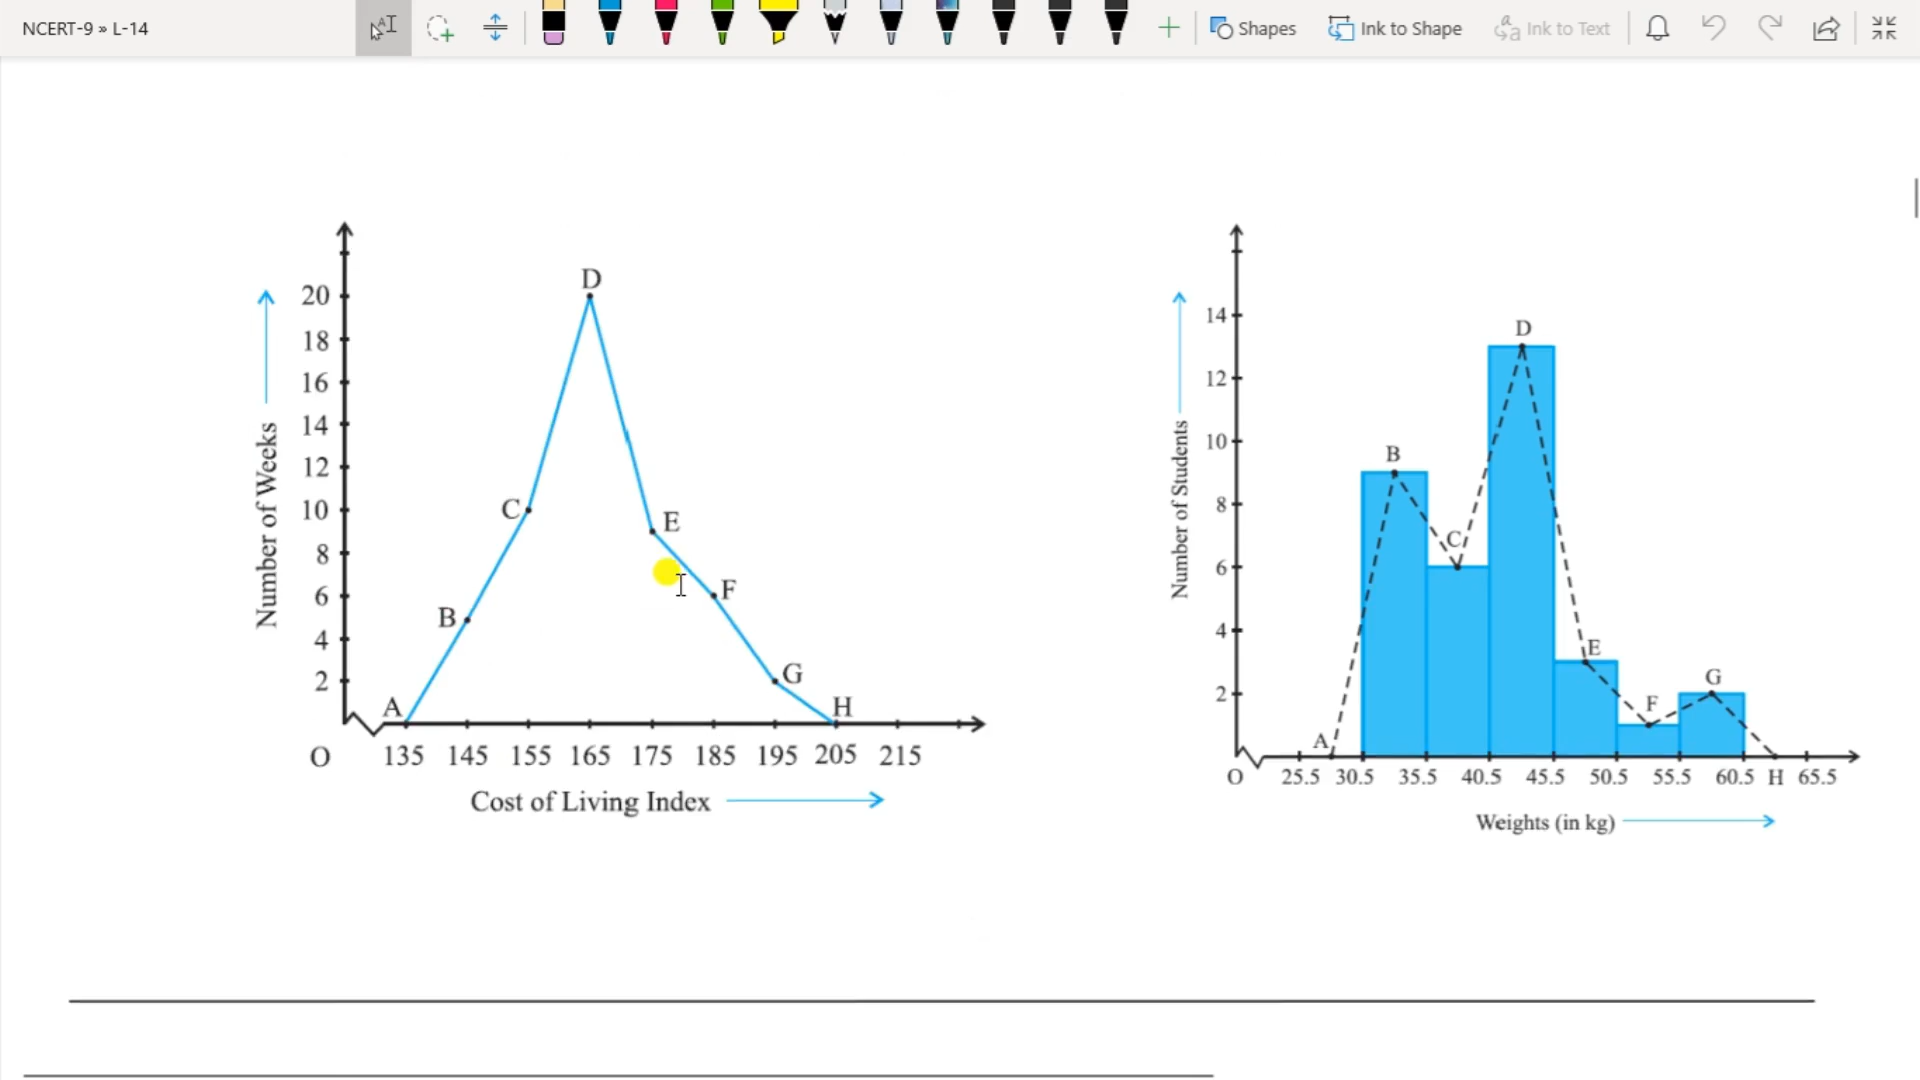 NCERT-9 » L-14
Shapes
Ink to Shape
Ink to Text
D
20
18
16
14
12
10
8
6
4
2
Number of Weeks
C
E
B
F
G
A
H
O
135 145 155 165 175 185 195 205 215
Cost of Living Index
14
12
10
8
6
4
2
Number of Students
D
B
C
E
G
F
A
O
25.5 30.5 35.5 40.5 45.5 50.5 55.5 60.5 H 65.5
Weights (in kg)